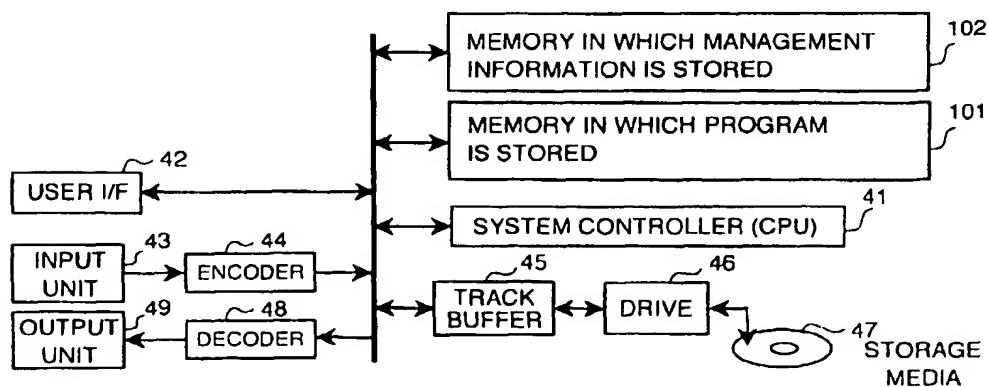 102
MEMORY IN WHICH MANAGEMENT
INFORMATION IS STORED
101
MEMORY IN WHICH PROGRAM
IS STORED
42
USER I/F
41
SYSTEM CONTROLLER (CPU)
43
INPUT
UNIT
44
ENCODER
45
TRACK
BUFFER
46
DRIVE
49
OUTPUT
UNIT
48
DECODER
47
STORAGE
MEDIA